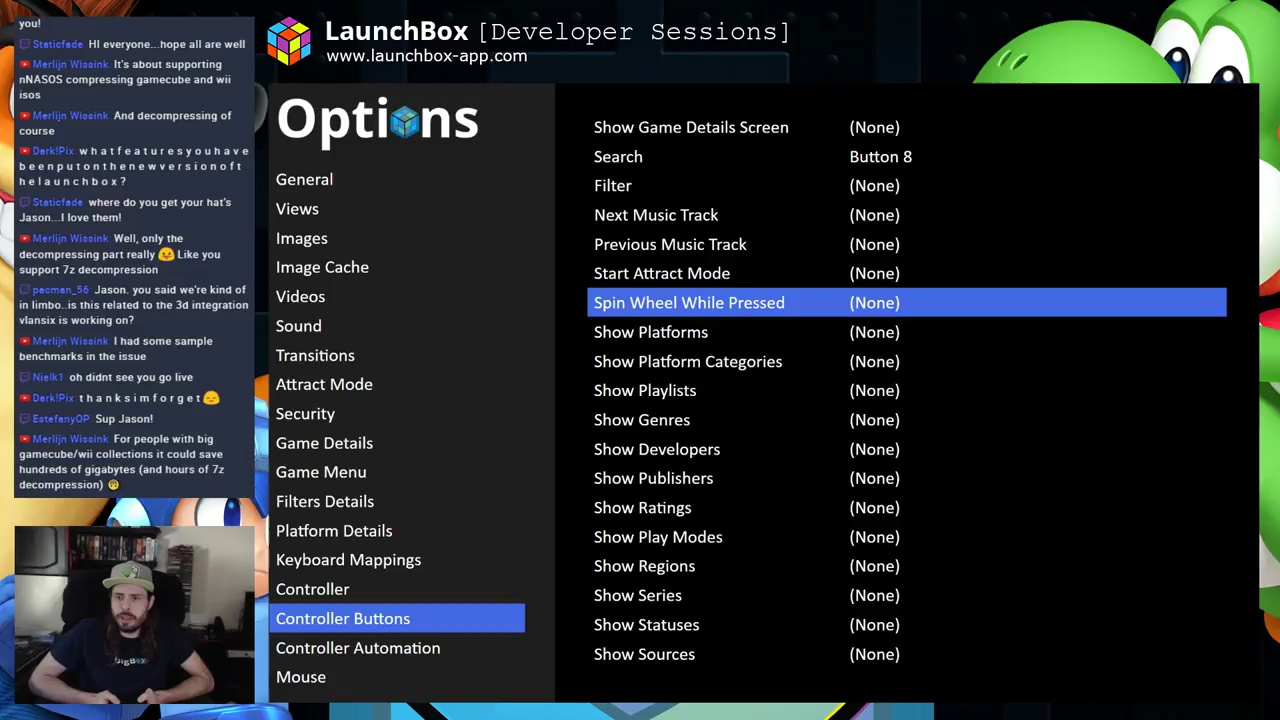 you!
Staticfade HI everyone...hope all are well
Merlijn Wissink It's about supporting
nNASOS compressing gamecube and wii
isos
Merlijn Wissink And decompressing of
course
Dark!Pix w h a t f e a t u r e s y o u h a v e
b e e n p u t o n t h e n e w v e r s i o n o f t
h e l a u n c h b o x ?
Staticfade where do you get your hat's
Jason...I love them!
Merlijn Wissink Well, only the
decompressing part really 😛 Like you
support 7z decompression
pacman_56 Jason. you said we're kind of
in limbo..is this related to the 3d integration
vlansix is working on?
Merlijn Wissink I had some sample
benchmarks in the issue
Nielk1 oh didnt see you go live
Dark!Pix t h a n k s i m f o r g e t 😔
EstefanyOP Sup Jason!
Merlijn Wissink For people with big
gamecube/wii collections it could save
hundreds of gigabytes (and hours of 7z
decompression) 🤓
LaunchBox [Developer Sessions]
www.launchbox-app.com
Options
General
Views
Images
Image Cache
Videos
Sound
Transitions
Attract Mode
Security
Game Details
Game Menu
Filters Details
Platform Details
Keyboard Mappings
Controller
Controller Buttons
Controller Automation
Mouse
Show Game Details Screen (None)
Search Button 8
Filter (None)
Next Music Track (None)
Previous Music Track (None)
Start Attract Mode (None)
Spin Wheel While Pressed (None)
Show Platforms (None)
Show Platform Categories (None)
Show Playlists (None)
Show Genres (None)
Show Developers (None)
Show Publishers (None)
Show Ratings (None)
Show Play Modes (None)
Show Regions (None)
Show Series (None)
Show Statuses (None)
Show Sources (None)
BigBox